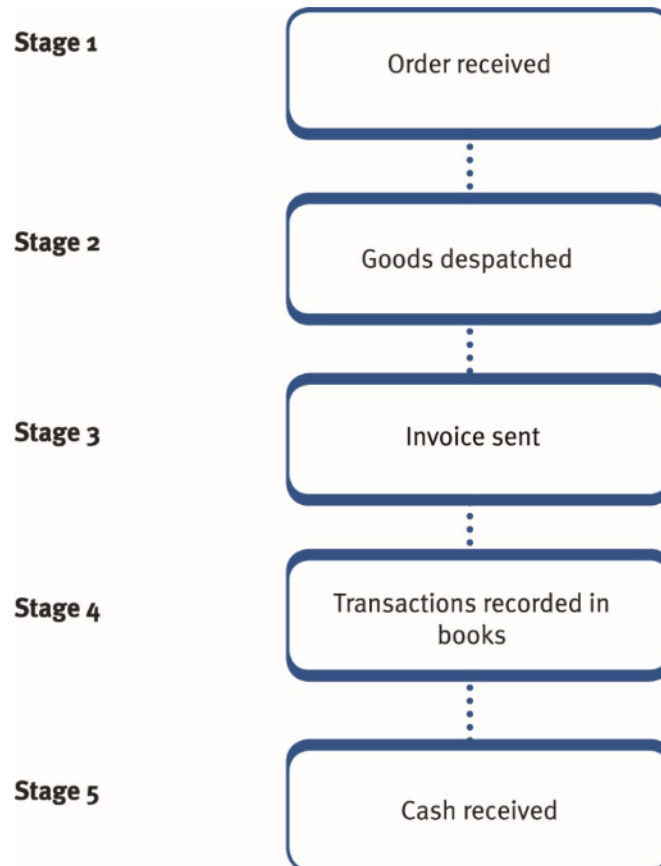 Stage 1
Order received
Stage 2
Goods despatched
Stage 3
Invoice sent
Stage 4
Transactions recorded in
books
Stage 5
Cash received